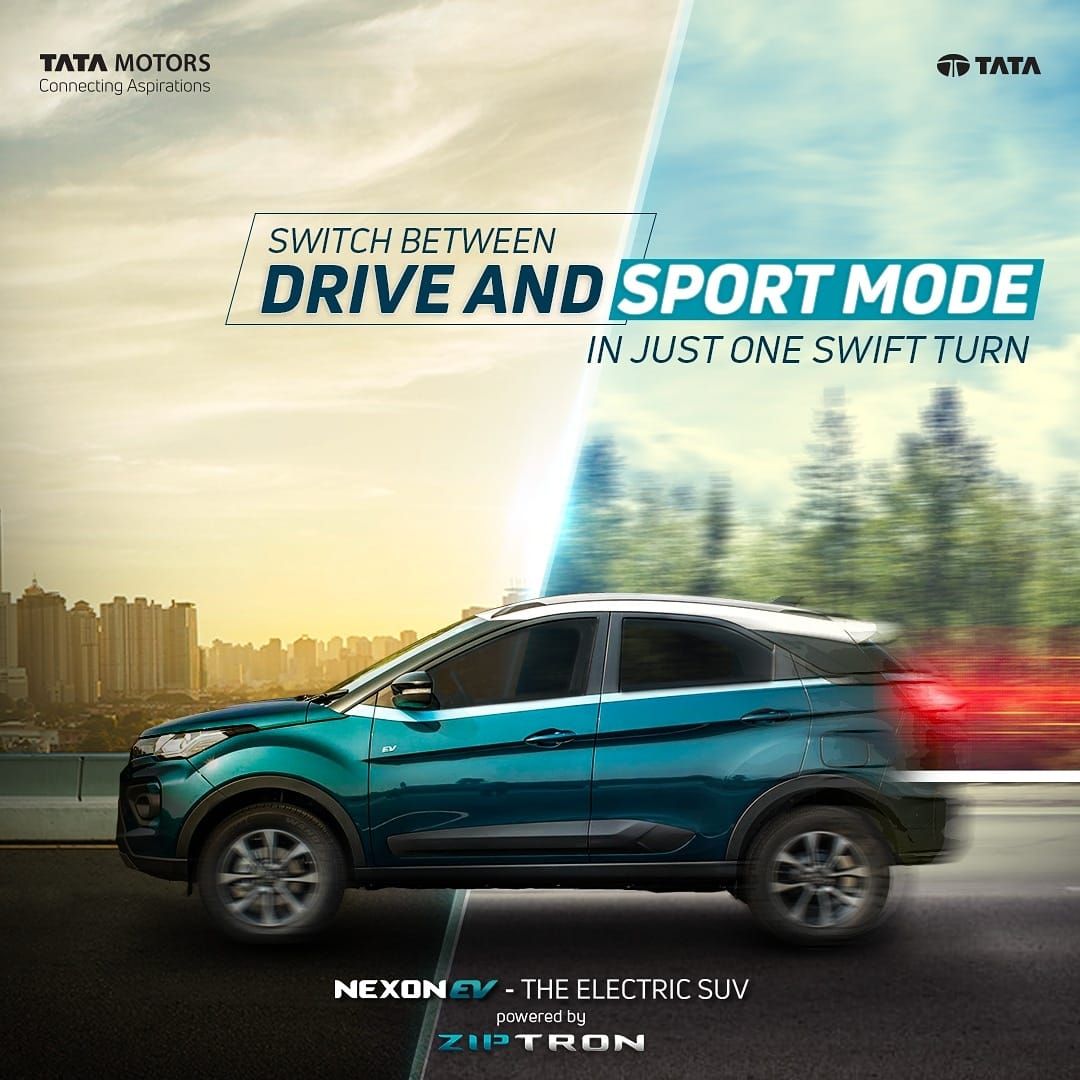 TATA MOTORS
Connecting Aspirations
TATA
SWITCH BETWEEN
DRIVE AND SPORT MODE
IN JUST ONE SWIFT TURN
EV
NEXON EV - THE ELECTRIC SUV
powered by
ZIPTRON